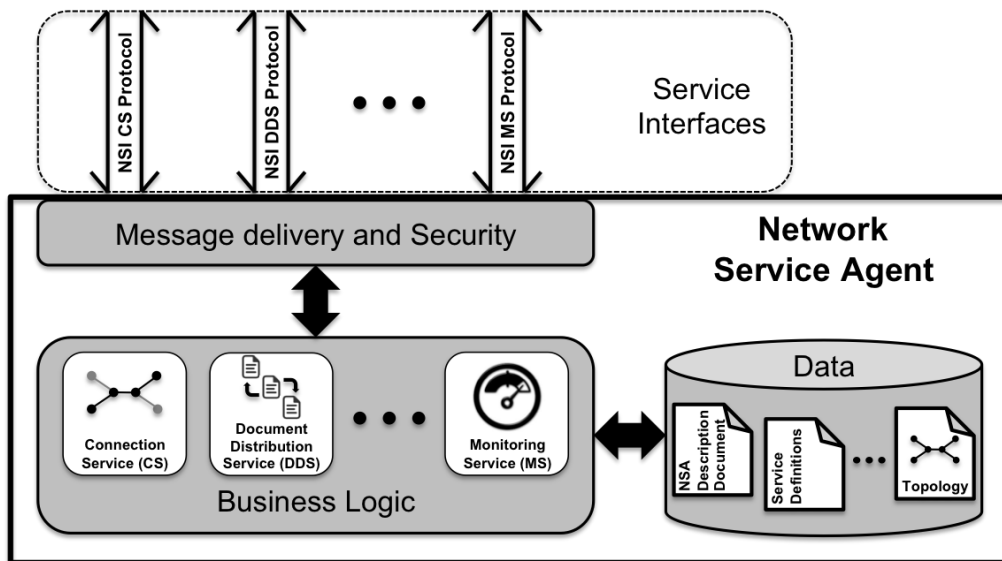 NSI CS Protocol
NSI DDS Protocol
NSI MS Protocol
Service
Interfaces
Message delivery and Security
Network
Service Agent
Connection
Service (CS)
Document
Distribution
Service (DDS)
Monitoring
Service (MS)
Business Logic
Data
NSA
Description
Document
Service
Definitions
Topology